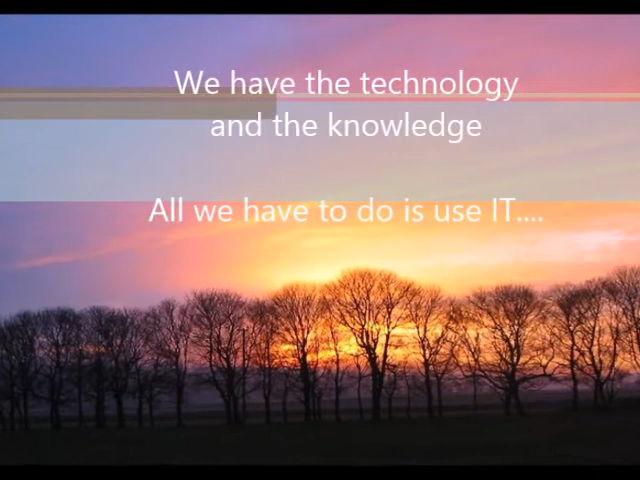 We have the technology
and the knowledge
All we have to do is use IT....